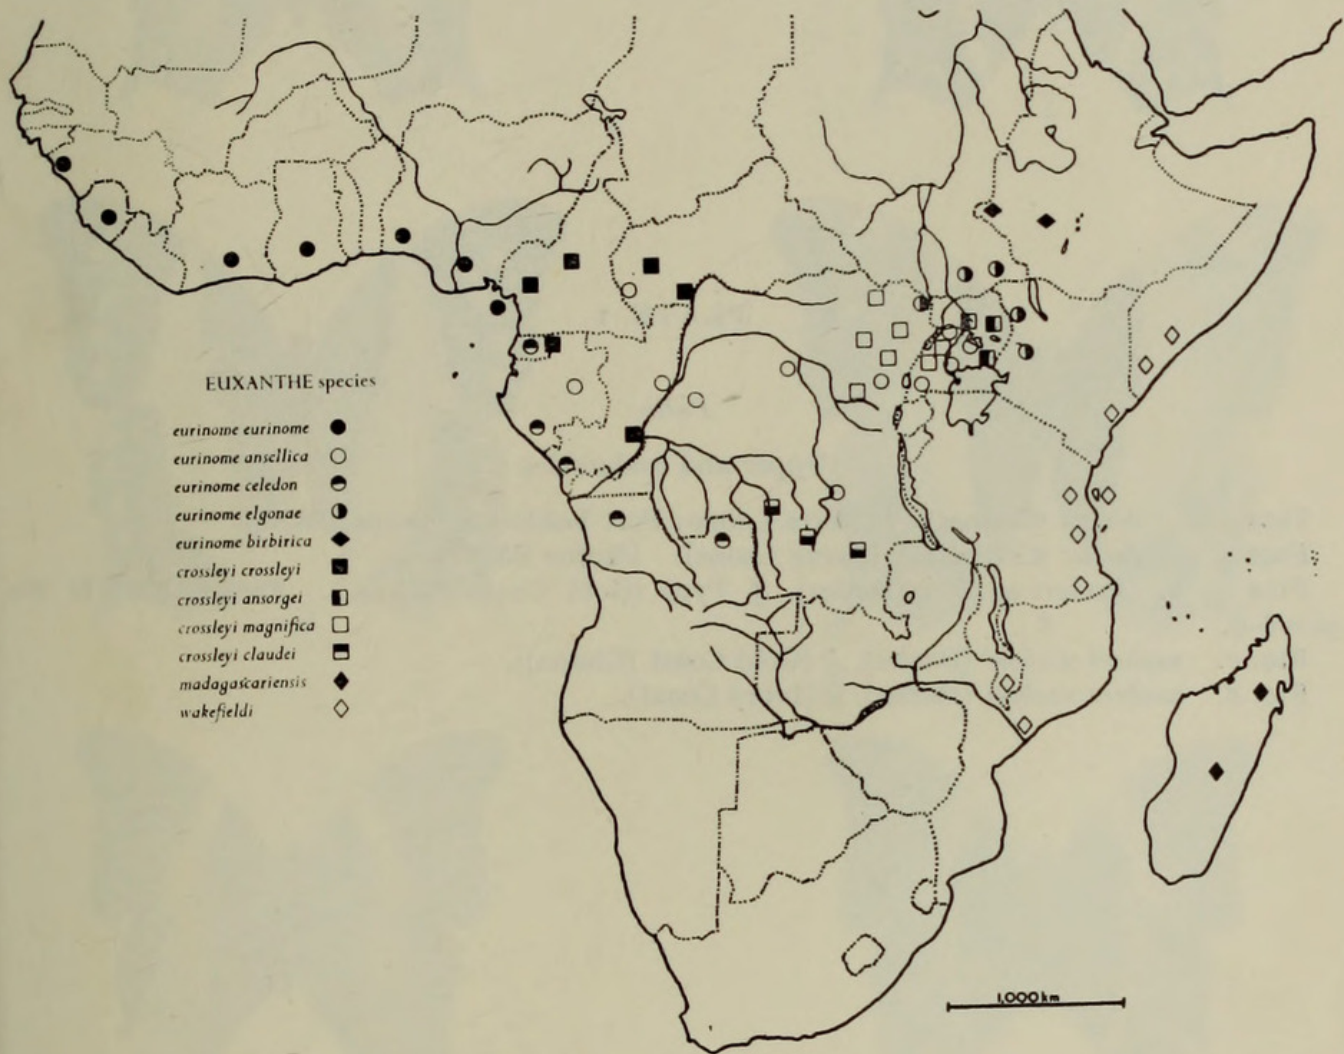 EUXANTHE species
eurinome eurinome
eurinome ansellica
eurinome celedon
eurinome elgonae
eurinome birbirica
crossleyi crossleyi
crossleyi ansorgei
crossleyi magnifica
crossleyi claudei
madagascariensis
wakefieldi
1,000 km